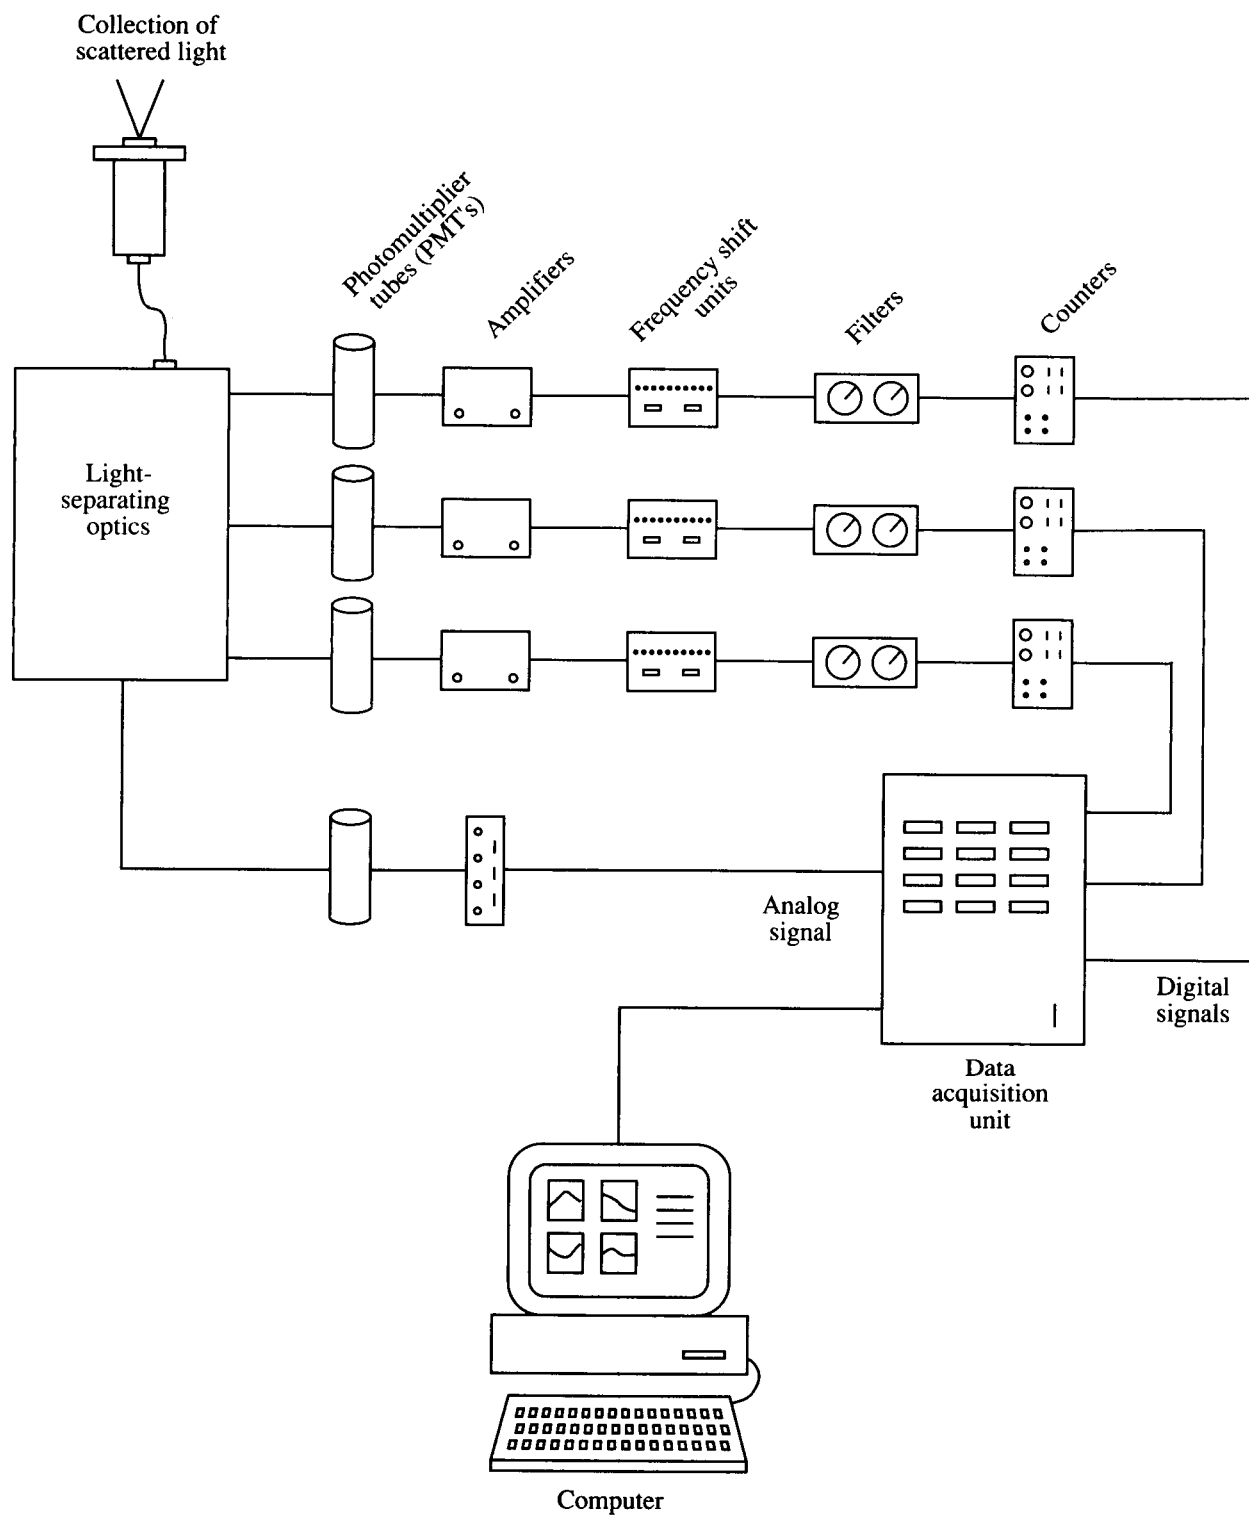 Collection of
scattered light
Photomultiplier
tubes (PMT's)
Amplifiers
Frequency shift
units
Filters
Counters
Light-
separating
optics
Analog
signal
Digital
signals
Data
acquisition
unit
Computer